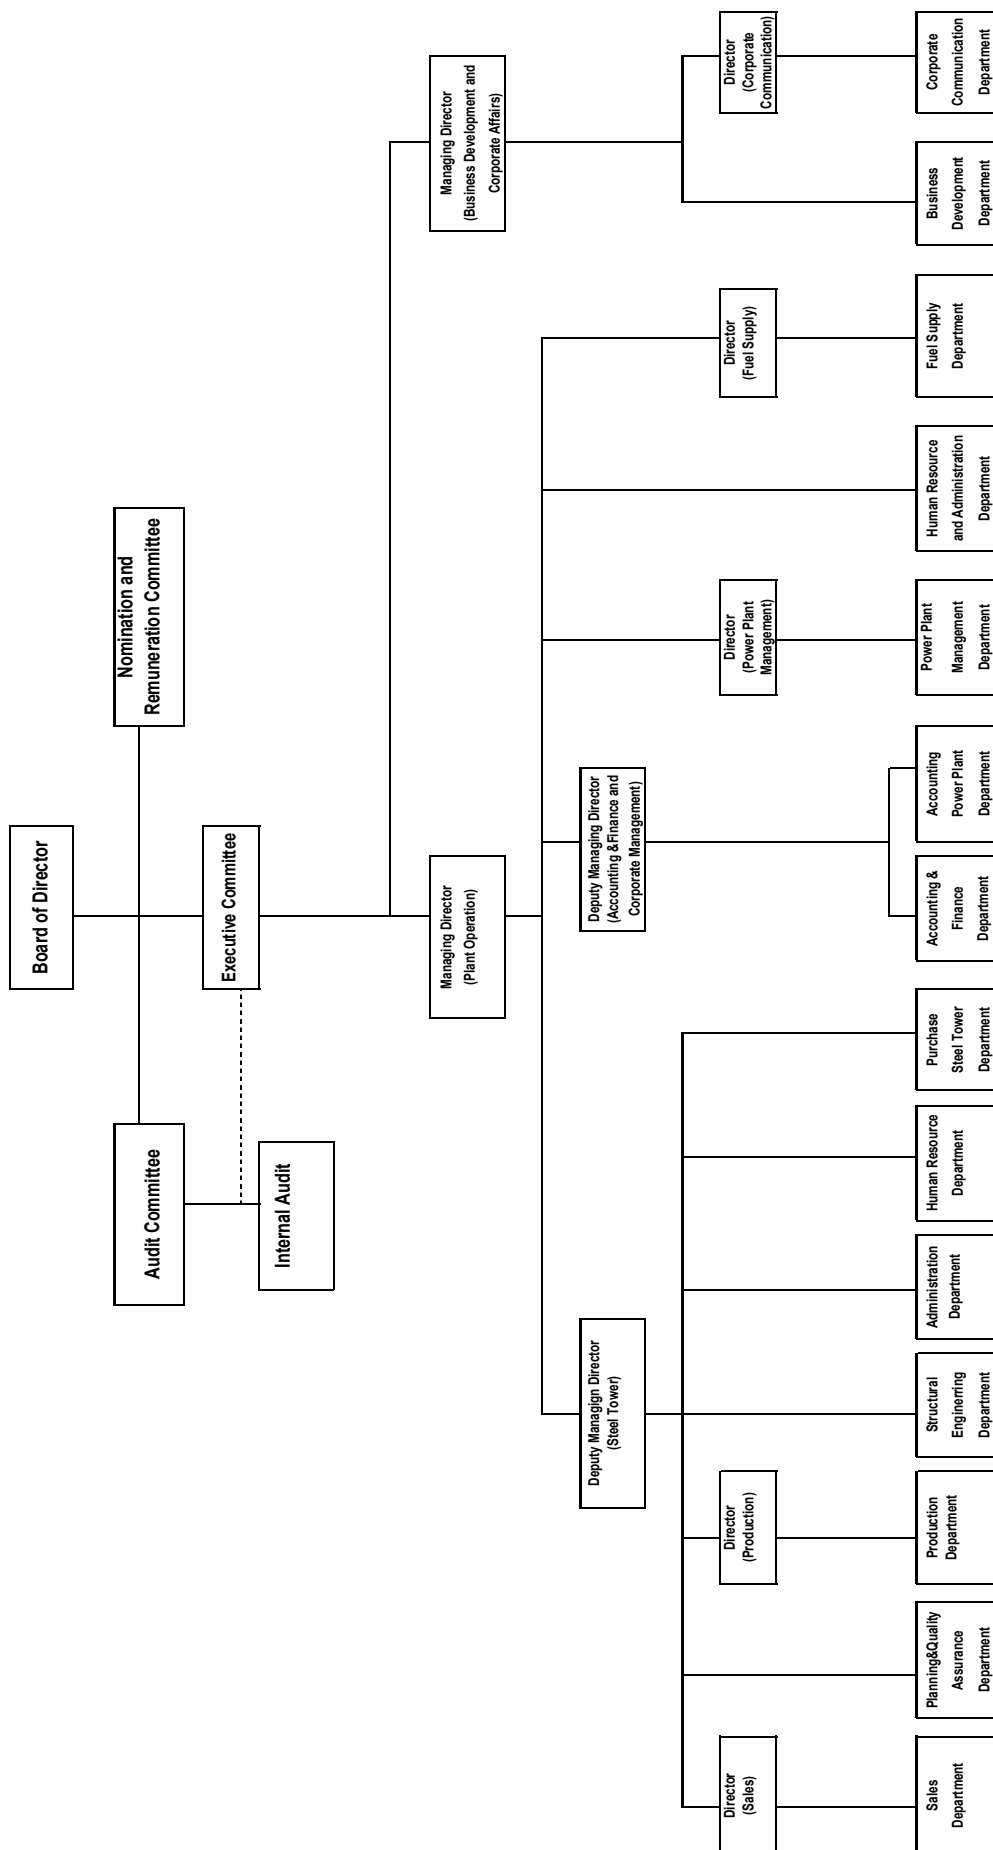 Board of Director
Nomination and
Remuneration Committee
Audit Committee
Executive Committee
Internal Audit
Managing Director
(Plant Operation)
Managing Director
(Business Development and
Corporate Affairs)
Deputy Managign Director
(Steel Tower)
Deputy Managing Director
(Accounting &Finance and
Corporate Management)
Director
(Sales)
Director
(Production)
Director
(Power Plant
Management)
Director
(Fuel Supply)
Director
(Corporate
Communication)
Sales
Department
Planning&Quality
Assurance
Department
Production
Department
Structural
Enginerring
Department
Administration
Department
Human Resource
Department
Purchase
Steel Tower
Department
Accounting &
Finance
Department
Accounting
Power Plant
Department
Power Plant
Management
Department
Human Resource
and Administration
Department
Fuel Supply
Department
Business
Development
Department
Corporate
Communication
Department